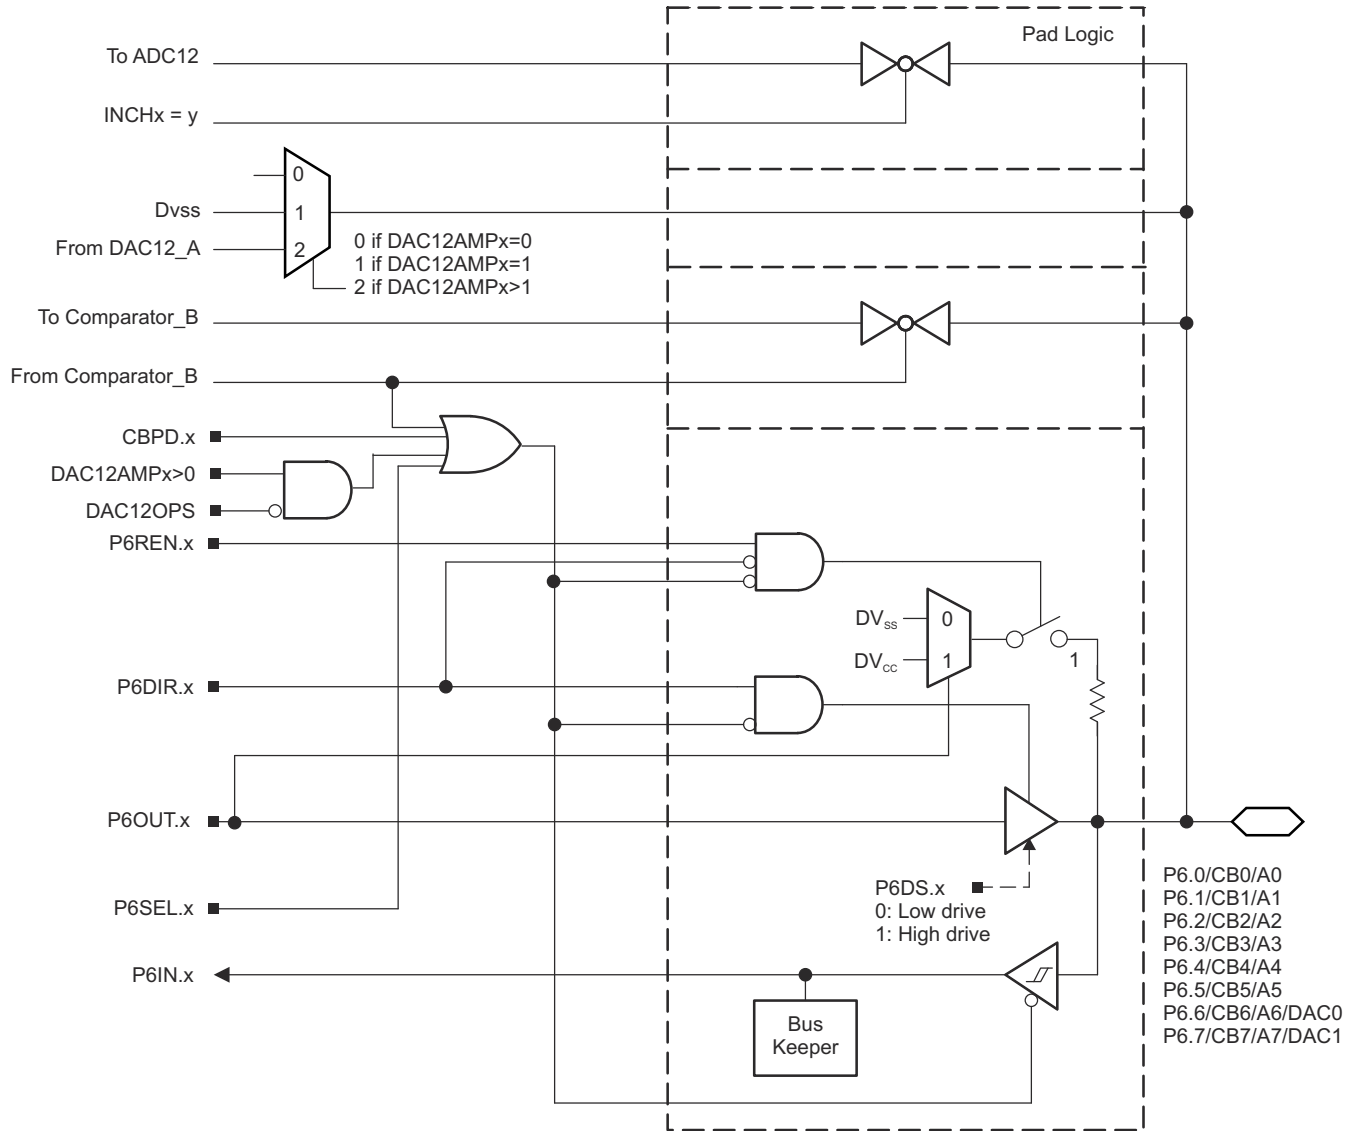 Pad Logic
To ADC12
INCHx = y
0
Dvss
1
From DAC12_A
2
0 if DAC12AMPx=0
1 if DAC12AMPx=1
2 if DAC12AMPx>1
To Comparator_B
From Comparator_B
CBPD.x
DAC12AMPx>0
DAC12OPS
P6REN.x
DVss
0
DVcc
1
1
P6DIR.x
P6OUT.x
P6DS.x
0: Low drive
1: High drive
P6SEL.x
P6IN.x
Bus
Keeper
P6.0/CB0/A0
P6.1/CB1/A1
P6.2/CB2/A2
P6.3/CB3/A3
P6.4/CB4/A4
P6.5/CB5/A5
P6.6/CB6/A6/DAC0
P6.7/CB7/A7/DAC1